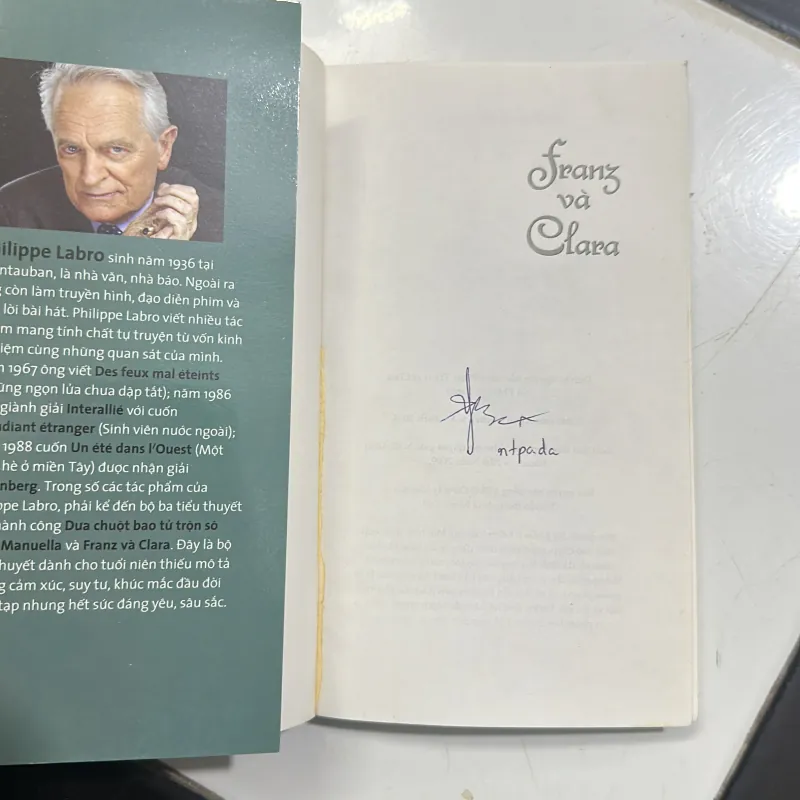 ilippe Labro sinh năm 1936 tại
ntauban, là nhà văn, nhà báo. Ngoài ra
g còn làm truyền hình, đạo diễn phim và
lời bài hát. Philippe Labro viết nhiều tác
m mang tính chất tự truyện từ vốn kinh
iệm cùng những quan sát của mình.
1967 ông viết Des feux mal éteints
ững ngọn lửa chưa dập tắt); năm 1986
giành giải Interallié với cuốn
udiant étranger (Sinh viên nước ngoài);
1988 cuốn Un été dans l'Ouest (Một
hè ở miền Tây) được nhận giải
enberg. Trong số các tác phẩm của
ppe Labro, phải kể đến bộ ba tiểu thuyết
hành công Dưa chuột bao tử trộn sô
Manuella và Franz và Clara. Đây là bộ
huyết dành cho tuổi niên thiếu mô tả
g cảm xúc, suy tư, khúc mắc đầu đời
tạp nhưng hết sức đáng yêu, sâu sắc.
Franz
và
Clara
ntpada